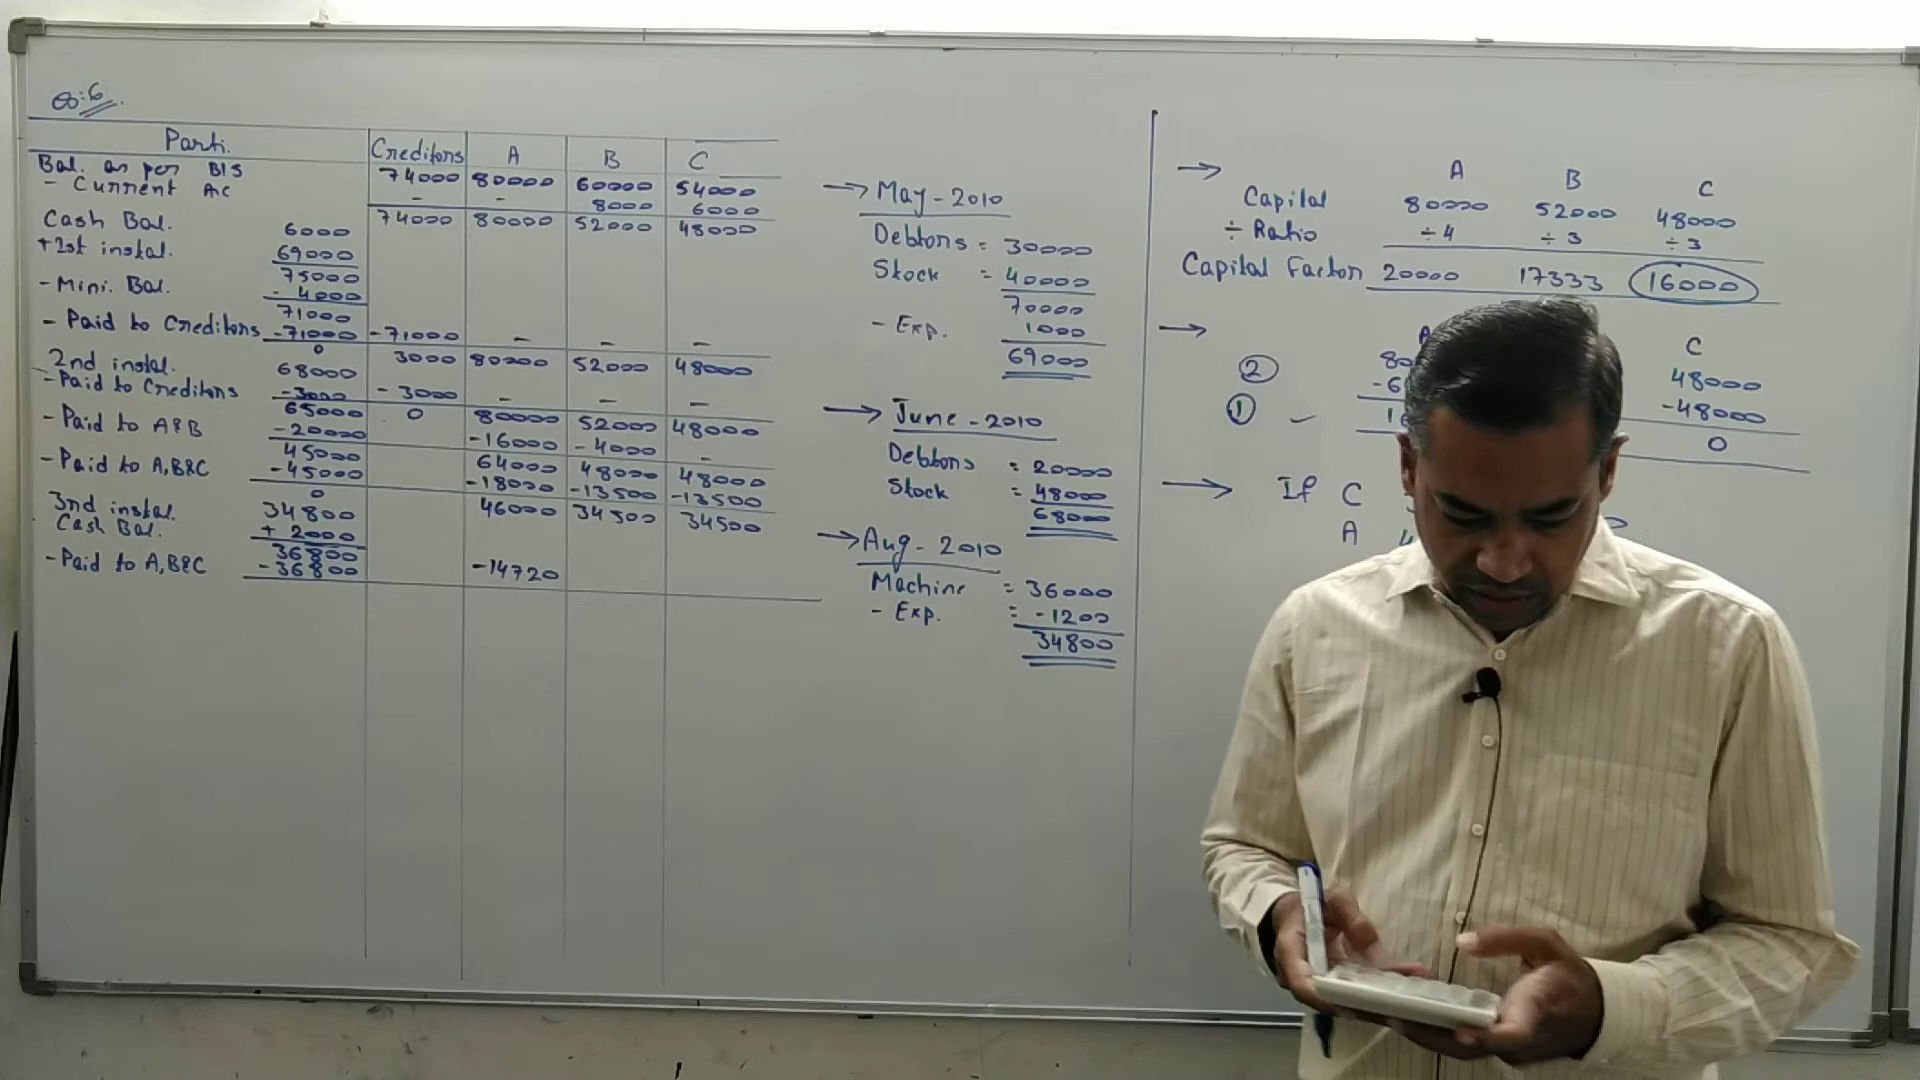 Parti. Creditors A B C
Bal. as per B/S 74000 80000 60000 54000
- Current A/c - - 8000 6000
Cash Bal. 6000 74000 80000 52000 48000
+ 1st instal. 69000
75000
- Mini. Bal. - 4000
71000
- Paid to Creditors -71000 -71000 - - -
0 3000 80000 52000 48000
2nd instal. 68000
- Paid to Creditors -3000 -3000 - - -
65000 0 80000 52000 48000
- Paid to A&B -20000 -16000 -4000 -
45000 64000 48000 48000
- Paid to A,B&C -45000 -18000 -13500 -13500
0 46000 34500 34500
3rd instal. 34800
Cash Bal. + 2000
36800
- Paid to A,B&C -36800 -14720
→ May - 2010
Debtors = 30000
Stock = 40000
70000
- Exp. 1000
69000
→ June - 2010
Debtors = 20000
Stock = 48000
68000
→ Aug - 2010
Machine = 36000
- Exp. = -1200
34800
→ A B C
Capital 80000 52000 48000
÷ Ratio ÷4 ÷3 ÷3
Capital Factor 20000 17333 16000
→ C
② 80 48000
-6 -48000
① 0
→ If C
A